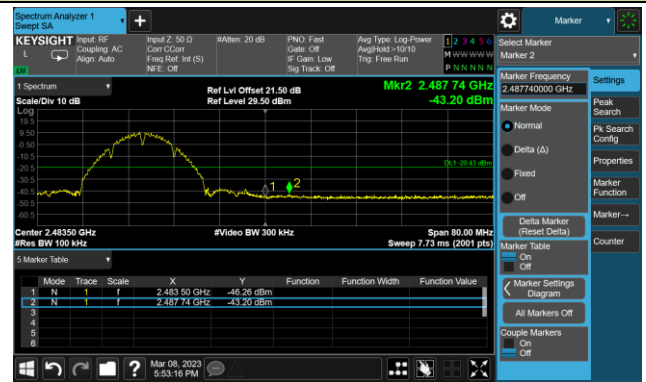 Spectrum Analyzer 1
Swept SA
Marker
KEYSIGHT
Input: RF
Coupling: AC
Align: Auto
Input Z: 50 Ω
Corr CCorr
Freq Ref: Int (S)
NFE: Off
#Atten: 20 dB
PNO: Fast
Gate: Off
IF Gain: Low
Sig Track: Off
Avg Type: Log-Power
Avg|Hold:>10/10
Trig: Free Run
1 2 3 4 5 6
M W W W W W
P N N N N N
Select Marker
Marker 2
1 Spectrum
Scale/Div 10 dB
Log
Ref Lvl Offset 21.50 dB
Ref Level 29.50 dBm
Mkr2 2.487 74 GHz
-43.20 dBm
19.5
9.50
-0.50
-10.5
-20.5
-30.5
-40.5
-50.5
-60.5
DL1 -20.43 dBm
1
2
Center 2.48350 GHz
#Res BW 100 kHz
#Video BW 300 kHz
Span 80.00 MHz
Sweep 7.73 ms (2001 pts)
5 Marker Table
Mode Trace Scale X Y Function Function Width Function Value
1 N 1 f 2.483 50 GHz -46.26 dBm
2 N 1 f 2.487 74 GHz -43.20 dBm
3
4
5
6
Marker Frequency
2.487740000 GHz
Marker Mode
Normal
Delta (Δ)
Fixed
Off
Delta Marker
(Reset Delta)
Marker Table
On
Off
Marker Settings
Diagram
All Markers Off
Couple Markers
On
Off
Settings
Peak
Search
Pk Search
Config
Properties
Marker
Function
Marker→
Counter
?
Mar 08, 2023
5:53:16 PM